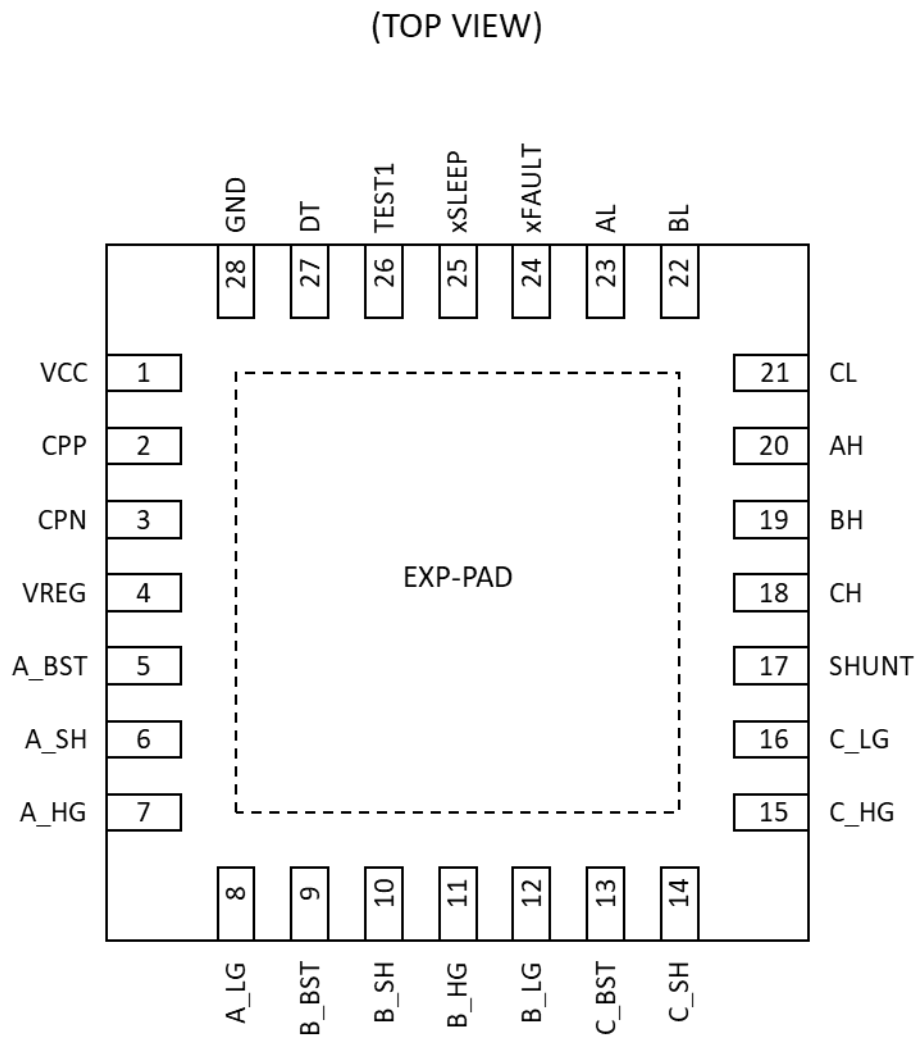 (TOP VIEW)
GND DT TEST1 xSLEEP xFAULT AL BL
28 27 26 25 24 23 22
VCC 1 21 CL
CPP 2 20 AH
CPN 3 19 BH
EXP-PAD
VREG 4 18 CH
A_BST 5 17 SHUNT
A_SH 6 16 C_LG
A_HG 7 15 C_HG
8 9 10 11 12 13 14
A_LG B_BST B_SH B_HG B_LG C_BST C_SH